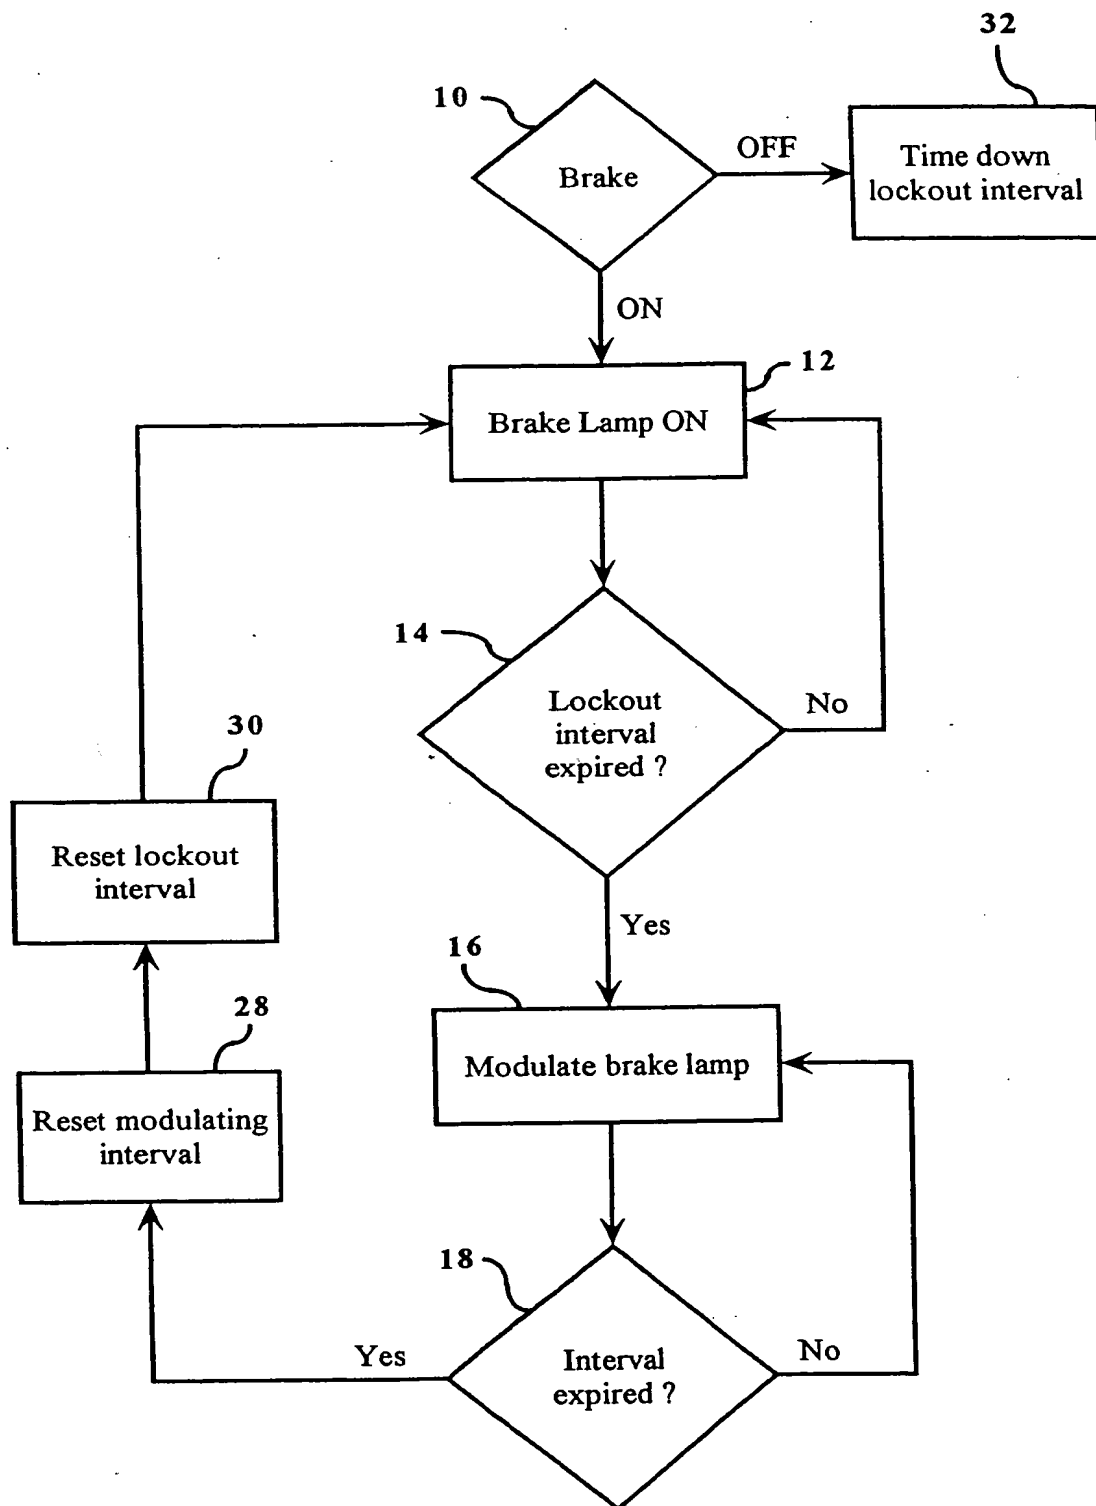 32
10
OFF
Brake
Time down
lockout interval
ON
12
Brake Lamp ON
14
Lockout
interval
expired ?
No
30
Reset lockout
interval
Yes
16
28
Modulate brake lamp
Reset modulating
interval
18
Yes
Interval
expired ?
No